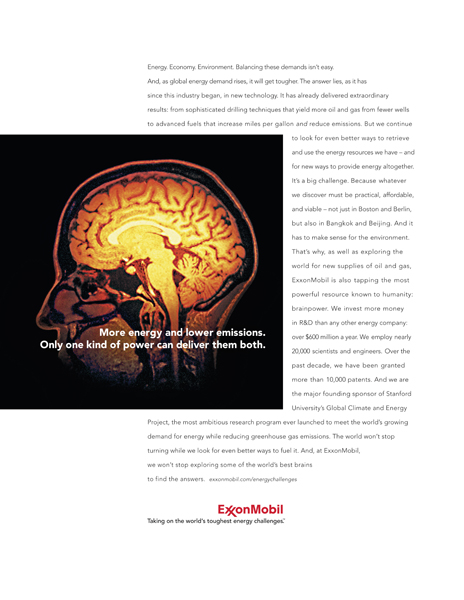 Energy. Economy. Environment. Balancing these demands isn't easy.
And, as global energy demand rises, it will get tougher. The answer lies, as it has
since this industry began, in new technology. It has already delivered extraordinary
results: from sophisticated drilling techniques that yield more oil and gas from fewer wells
to advanced fuels that increase miles per gallon and reduce emissions. But we continue
to look for even better ways to retrieve
and use the energy resources we have – and
for new ways to provide energy altogether.
It's a big challenge. Because whatever
we discover must be practical, affordable,
and viable – not just in Boston and Berlin,
but also in Bangkok and Beijing. And it
has to make sense for the environment.
That's why, as well as exploring the
world for new supplies of oil and gas,
ExxonMobil is also tapping the most
powerful resource known to humanity:
brainpower. We invest more money
in R&D than any other energy company:
over $600 million a year. We employ nearly
20,000 scientists and engineers. Over the
past decade, we have been granted
more than 10,000 patents. And we are
the major founding sponsor of Stanford
University's Global Climate and Energy
Project, the most ambitious research program ever launched to meet the world's growing
demand for energy while reducing greenhouse gas emissions. The world won't stop
turning while we look for even better ways to fuel it. And, at ExxonMobil,
we won't stop exploring some of the world's best brains
to find the answers. exxonmobil.com/energychallenges
More energy and lower emissions.
Only one kind of power can deliver them both.
ExxonMobil
Taking on the world's toughest energy challenges.